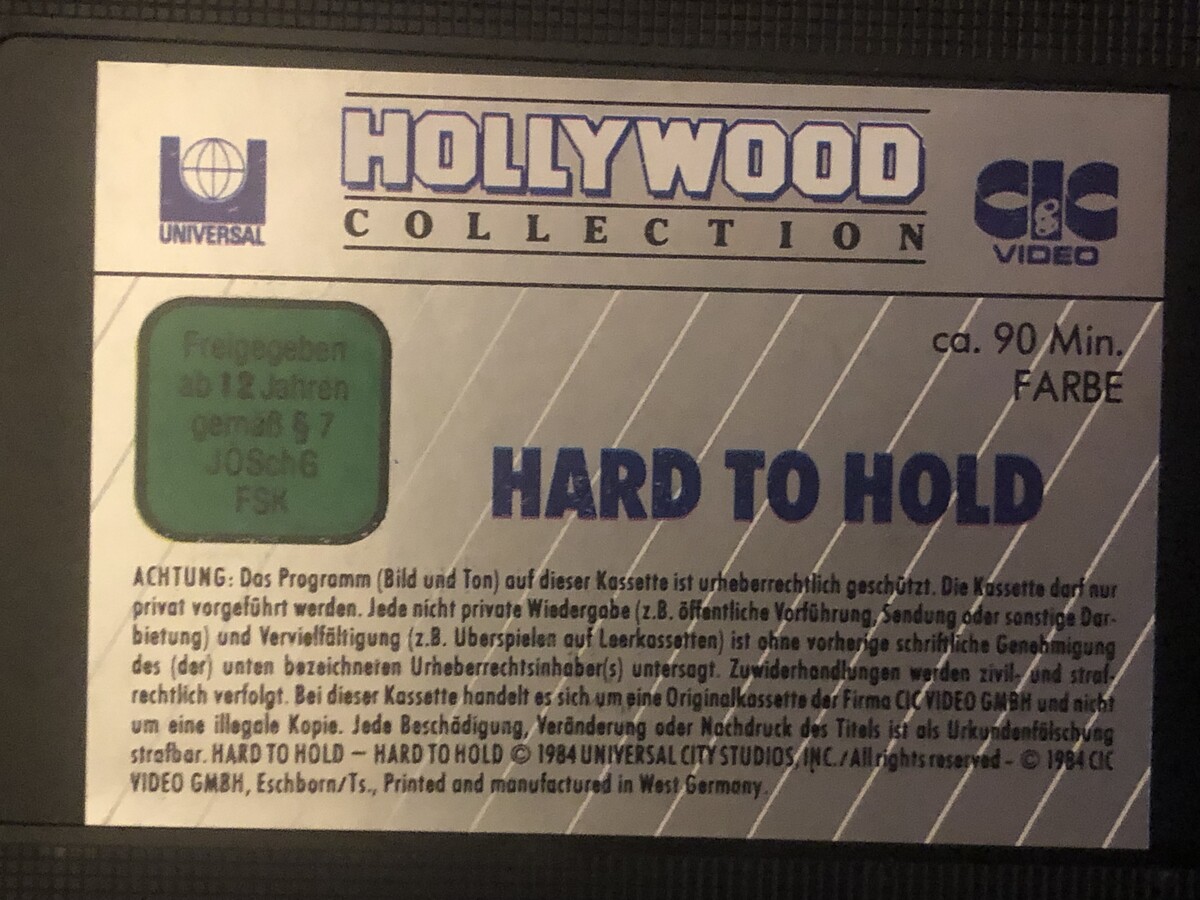 UNIVERSAL
HOLLYWOOD
COLLECTION
CIC
&
VIDEO
Freigegeben
ab 12 Jahren
gemäß § 7
JÖSchG
FSK
ca. 90 Min.
FARBE
HARD TO HOLD
ACHTUNG: Das Programm (Bild und Ton) auf dieser Kassette ist urheberrechtlich geschützt. Die Kassette darf nur
privat vorgeführt werden. Jede nicht private Wiedergabe (z.B. öffentliche Vorführung, Sendung oder sonstige Dar-
bietung) und Vervielfältigung (z.B. Überspielen auf Leerkassetten) ist ohne vorherige schriftliche Genehmigung
des (der) unten bezeichneten Urheberrechtsinhaber(s) untersagt. Zuwiderhandlungen werden zivil- und straf-
rechtlich verfolgt. Bei dieser Kassette handelt es sich um eine Originalkassette der Firma CIC VIDEO GMBH und nicht
um eine illegale Kopie. Jede Beschädigung, Veränderung oder Nachdruck des Titels ist als Urkundenfälschung
strafbar. HARD TO HOLD — HARD TO HOLD © 1984 UNIVERSAL CITY STUDIOS, INC. / All rights reserved - © 1984 CIC
VIDEO GMBH, Eschborn/Ts., Printed and manufactured in West Germany.